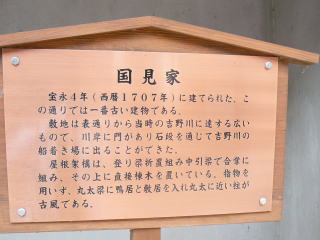 国見家
宝永４年（西暦１７０７年）に建てられた、こ
の通りでは一番古い建物である。
敷地は表通りから当時の吉野川に達する広い
もので、川岸に門があり石段を通じて吉野川の
船着き場に出ることができた。
屋根架構は、登り梁折置組み中引梁で合掌に
組み、その上に直接棟木を置いている。指物を
用いず、丸太梁に鴨居と敷居を入れ丸太に近い柱が
古風である。